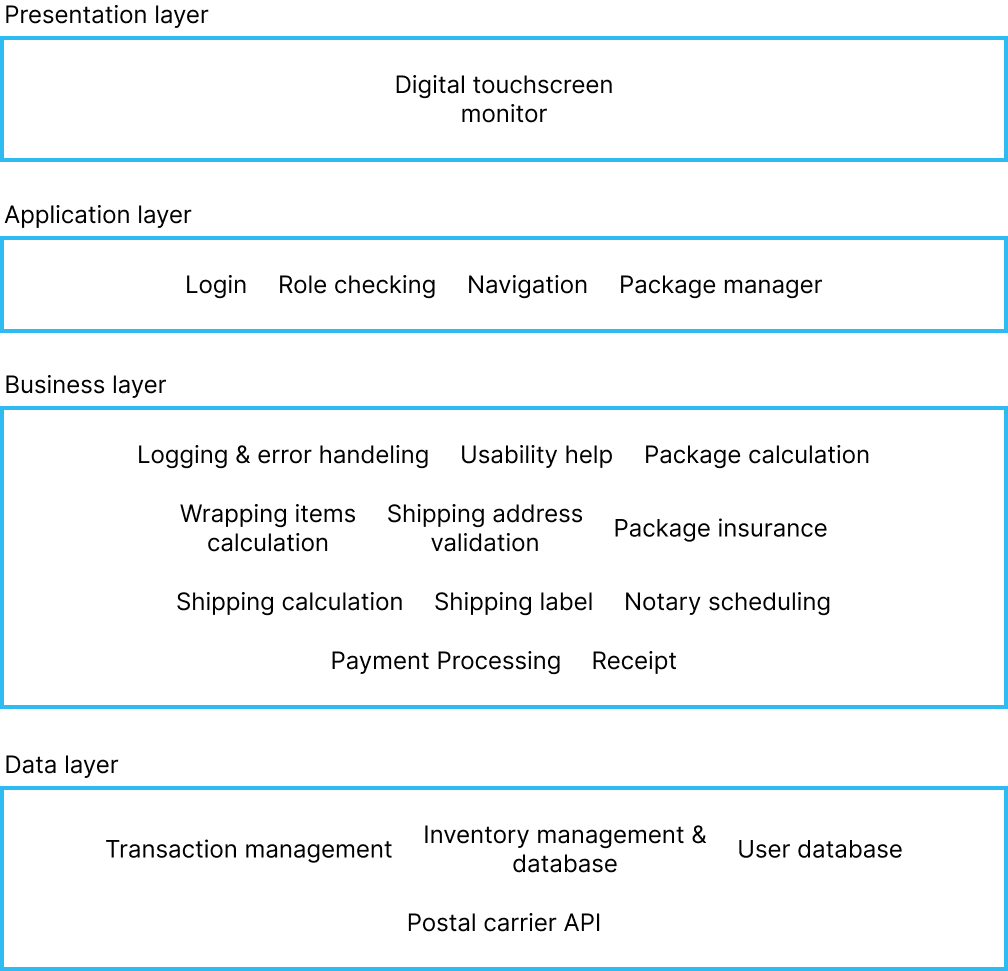 Presentation layer
Digital touchscreen
monitor
Application layer
Login Role checking Navigation Package manager
Business layer
Logging & error handeling Usability help Package calculation
Wrapping items
calculation
Shipping address
validation
Package insurance
Shipping calculation Shipping label Notary scheduling
Payment Processing Receipt
Data layer
Transaction management
Inventory management &
database
User database
Postal carrier API